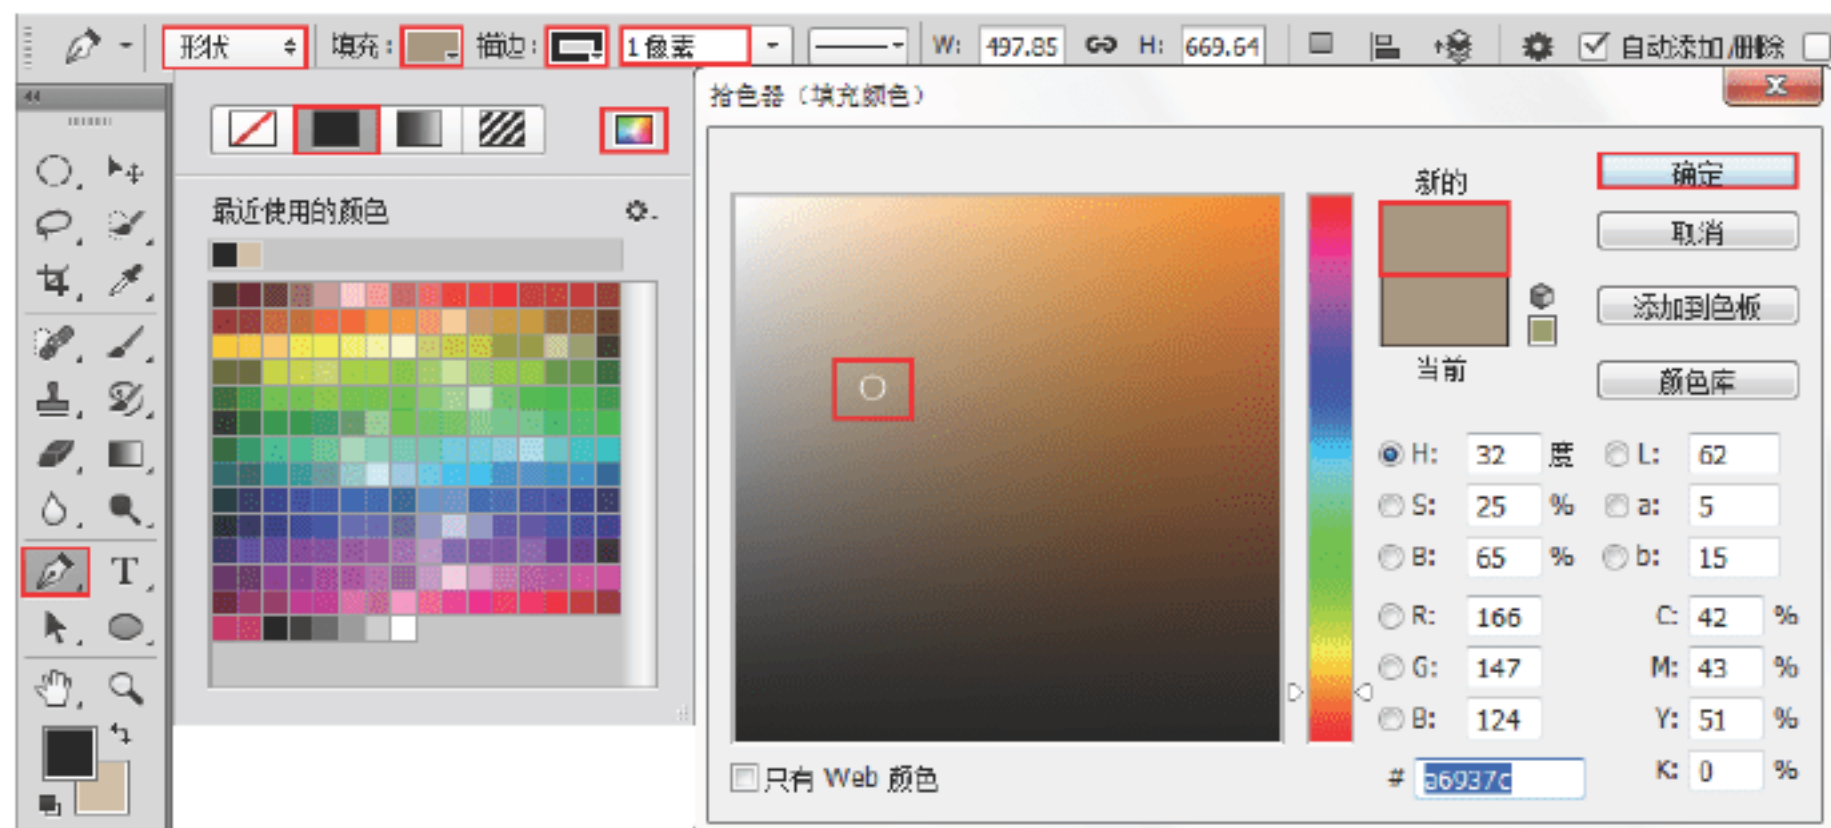 形状 填充: 描边: 1 像素 W: 497.85 H: 669.64 自动添加/删除
拾色器（填充颜色）
最近使用的颜色
新的
当前
确定
取消
添加到色板
颜色库
H: 32 度 L: 62
S: 25 % a: 5
B: 65 % b: 15
R: 166 C: 42 %
G: 147 M: 43 %
B: 124 Y: 51 %
# a6937c K: 0 %
只有 Web 颜色
T